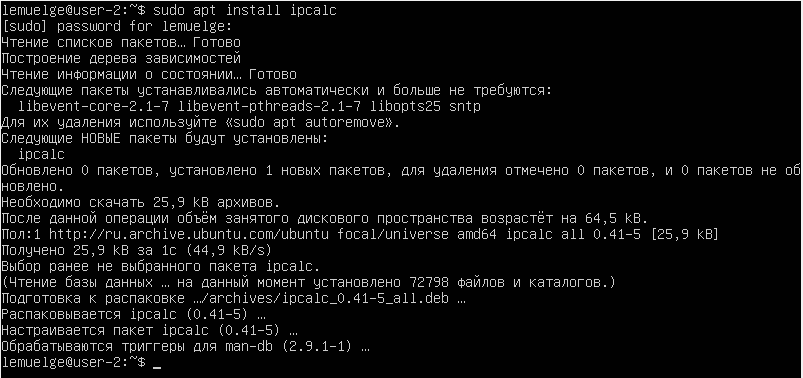 lemuelge@user-2:~$ sudo apt install ipcalc
[sudo] password for lemuelge:
Чтение списков пакетов… Готово
Построение дерева зависимостей
Чтение информации о состоянии… Готово
Следующие пакеты устанавливались автоматически и больше не требуются:
  libevent-core-2.1-7 libevent-pthreads-2.1-7 libopts25 sntp
Для их удаления используйте «sudo apt autoremove».
Следующие НОВЫЕ пакеты будут установлены:
  ipcalc
Обновлено 0 пакетов, установлено 1 новых пакетов, для удаления отмечено 0 пакетов, и 0 пакетов не об
новлено.
Необходимо скачать 25,9 kB архивов.
После данной операции объём занятого дискового пространства возрастёт на 64,5 kB.
Пол:1 http://ru.archive.ubuntu.com/ubuntu focal/universe amd64 ipcalc all 0.41-5 [25,9 kB]
Получено 25,9 kB за 1с (44,9 kB/s)
Выбор ранее не выбранного пакета ipcalc.
(Чтение базы данных … на данный момент установлено 72798 файлов и каталогов.)
Подготовка к распаковке …/archives/ipcalc_0.41-5_all.deb …
Распаковывается ipcalc (0.41-5) …
Настраивается пакет ipcalc (0.41-5) …
Обрабатываются триггеры для man-db (2.9.1-1) …
lemuelge@user-2:~$ _